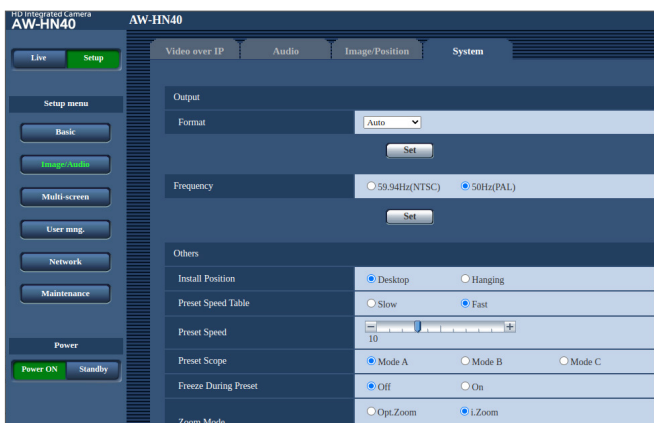 HD Integrated Camera
AW-HN40
AW-HN40
Live
Setup
Video over IP
Audio
Image/Position
System
Setup menu
Basic
Image/Audio
Multi-screen
User mng.
Network
Maintenance
Power
Power ON
Standby
Output
Format
Auto
Set
Frequency
59.94Hz(NTSC)
50Hz(PAL)
Set
Others
Install Position
Desktop
Hanging
Preset Speed Table
Slow
Fast
Preset Speed
10
Preset Scope
Mode A
Mode B
Mode C
Freeze During Preset
Off
On
Zoom Mode
Opt.Zoom
i.Zoom